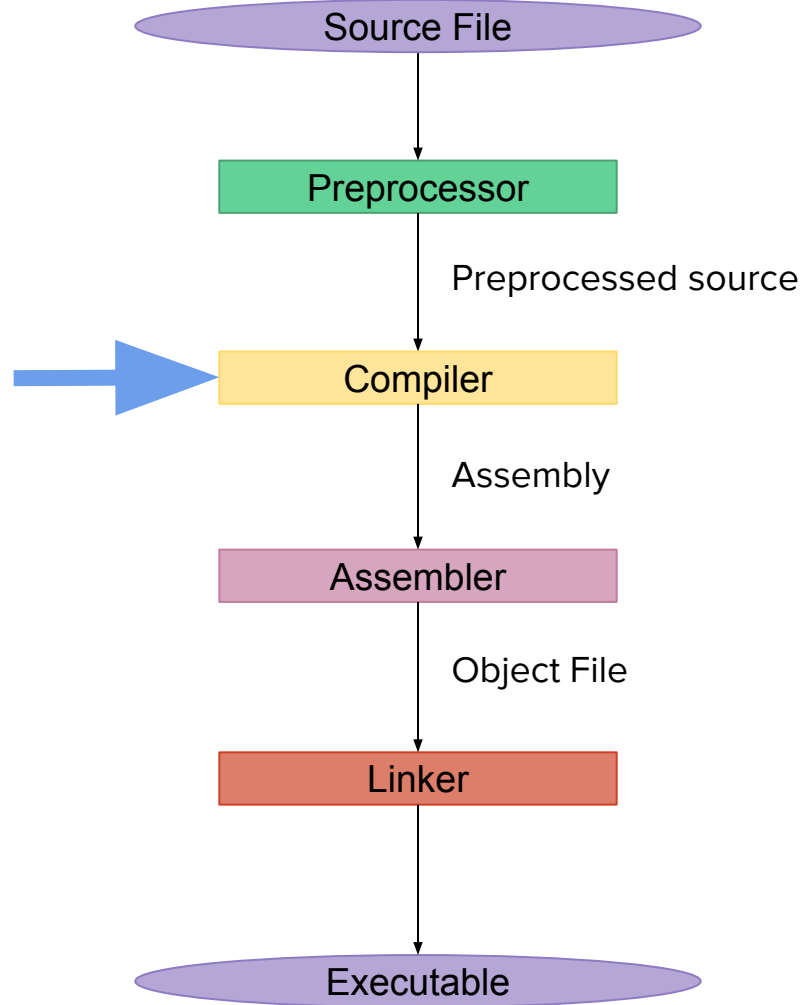 Source File
Preprocessor
Preprocessed source
Compiler
Assembly
Assembler
Object File
Linker
Executable